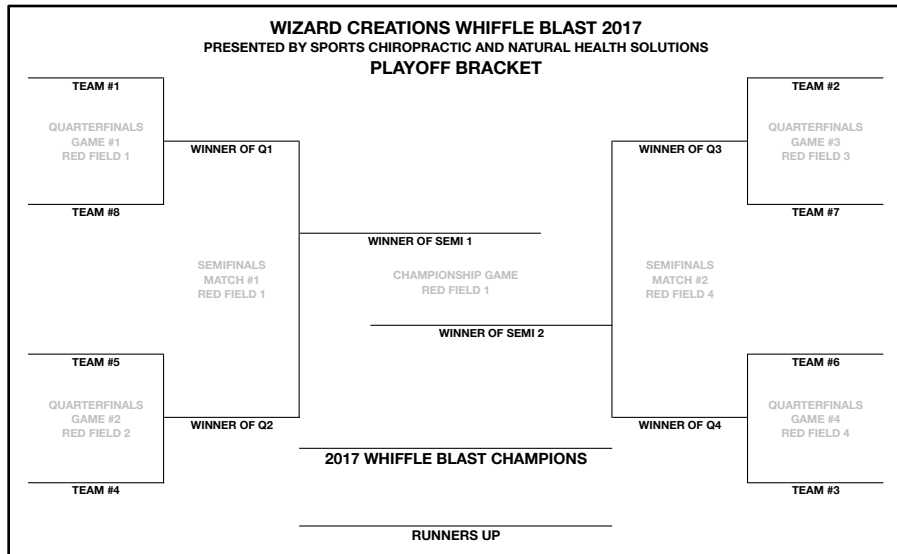 WIZARD CREATIONS WHIFFLE BLAST 2017
PRESENTED BY SPORTS CHIROPRACTIC AND NATURAL HEALTH SOLUTIONS
PLAYOFF BRACKET
TEAM #1
QUARTERFINALS
GAME #1
RED FIELD 1
WINNER OF Q1
TEAM #8
SEMIFINALS
MATCH #1
RED FIELD 1
TEAM #5
QUARTERFINALS
GAME #2
RED FIELD 2
WINNER OF Q2
TEAM #4
WINNER OF SEMI 1
CHAMPIONSHIP GAME
RED FIELD 1
WINNER OF SEMI 2
TEAM #2
QUARTERFINALS
GAME #3
RED FIELD 3
WINNER OF Q3
TEAM #7
SEMIFINALS
MATCH #2
RED FIELD 4
TEAM #6
QUARTERFINALS
GAME #4
RED FIELD 4
WINNER OF Q4
TEAM #3
2017 WHIFFLE BLAST CHAMPIONS
RUNNERS UP